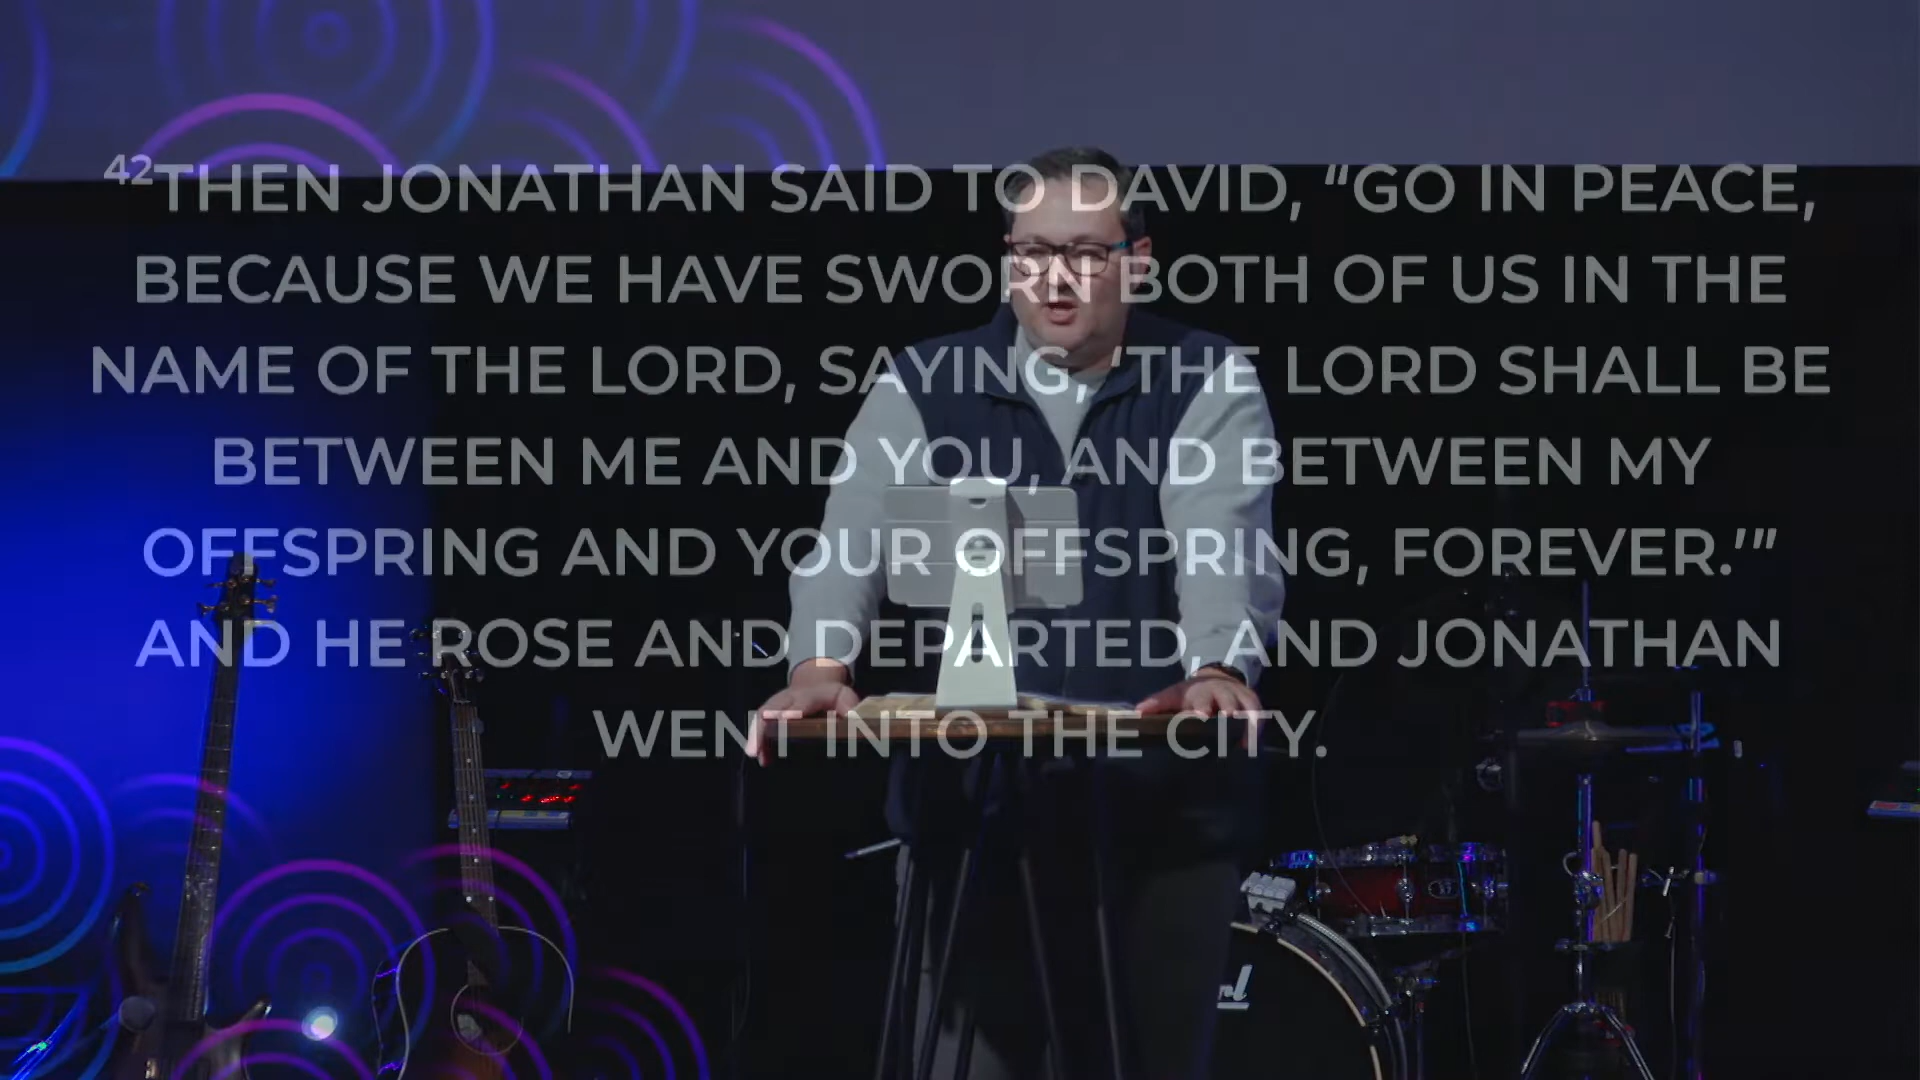 ⁴²THEN JONATHAN SAID TO DAVID, “GO IN PEACE,
BECAUSE WE HAVE SWORN BOTH OF US IN THE
NAME OF THE LORD, SAYING, ‘THE LORD SHALL BE
BETWEEN ME AND YOU, AND BETWEEN MY
OFFSPRING AND YOUR OFFSPRING, FOREVER.’”
AND HE ROSE AND DEPARTED, AND JONATHAN
WENT INTO THE CITY.